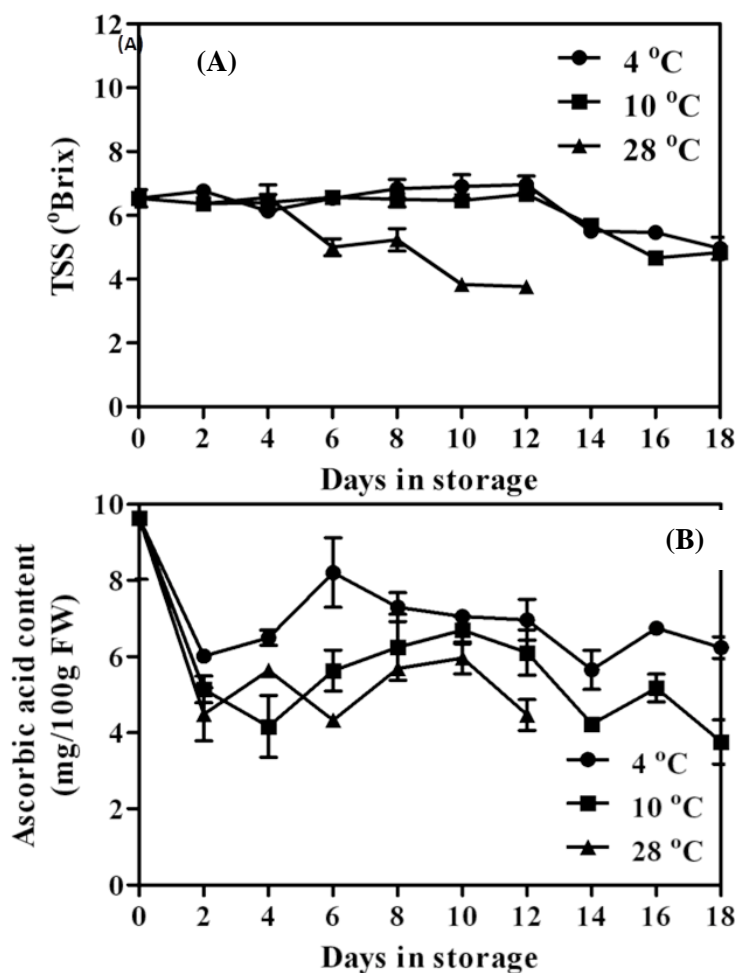 12
(A)
(A)
4 °C
10 °C
28 °C
10
8
6
4
2
0
TSS (°Brix)
0 2 4 6 8 10 12 14 16 18
Days in storage
10
(B)
8
6
4
2
0
Ascorbic acid content
(mg/100g FW)
4 °C
10 °C
28 °C
0 2 4 6 8 10 12 14 16 18
Days in storage